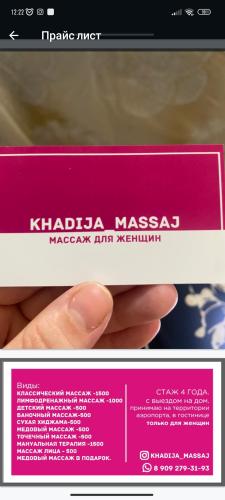 12:22
Прайс лист
KHADIJA_MASSAJ
МАССАЖ ДЛЯ ЖЕНЩИН
Виды:
КЛАССИЧЕСКИЙ МАССАЖ -1500
ЛИМФОДРЕНАЖНЫЙ МАССАЖ -1000
ДЕТСКИЙ МАССАЖ -500
БАНОЧНЫЙ МАССАЖ-500
СУХАЯ ХИДЖАМА-500
МЕДОВЫЙ МАССАЖ -500
ТОЧЕЧНЫЙ МАССАЖ -500
МАНУАЛЬНАЯ ТЕРАПИЯ -1500
МАССАЖ ЛИЦА - 500
МЕДОВЫЙ МАССАЖ В ПОДАРОК.
СТАЖ 4 ГОДА.
с выездом на дом.
принимаю на территории
аэропорта, в гостинице
только для женщин
KHADIJA_MASSAJ
8 909 279-31-93